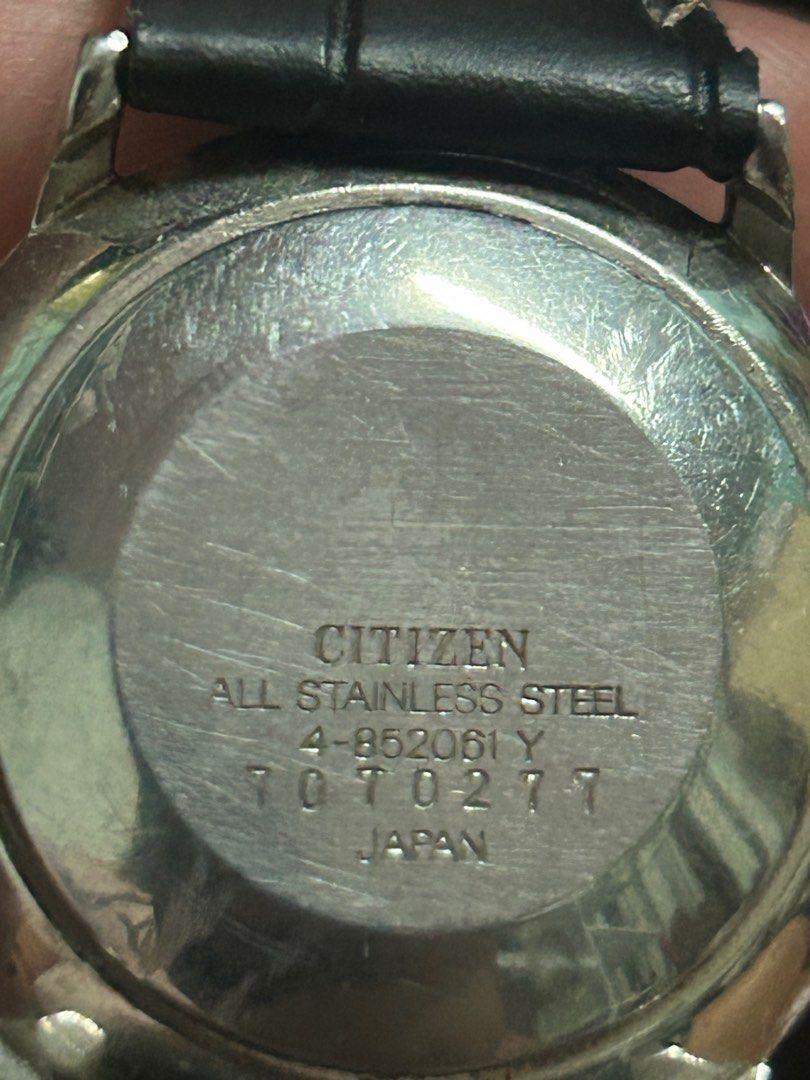 CITIZEN
ALL STAINLESS STEEL
4-852061 Y
7070277
JAPAN